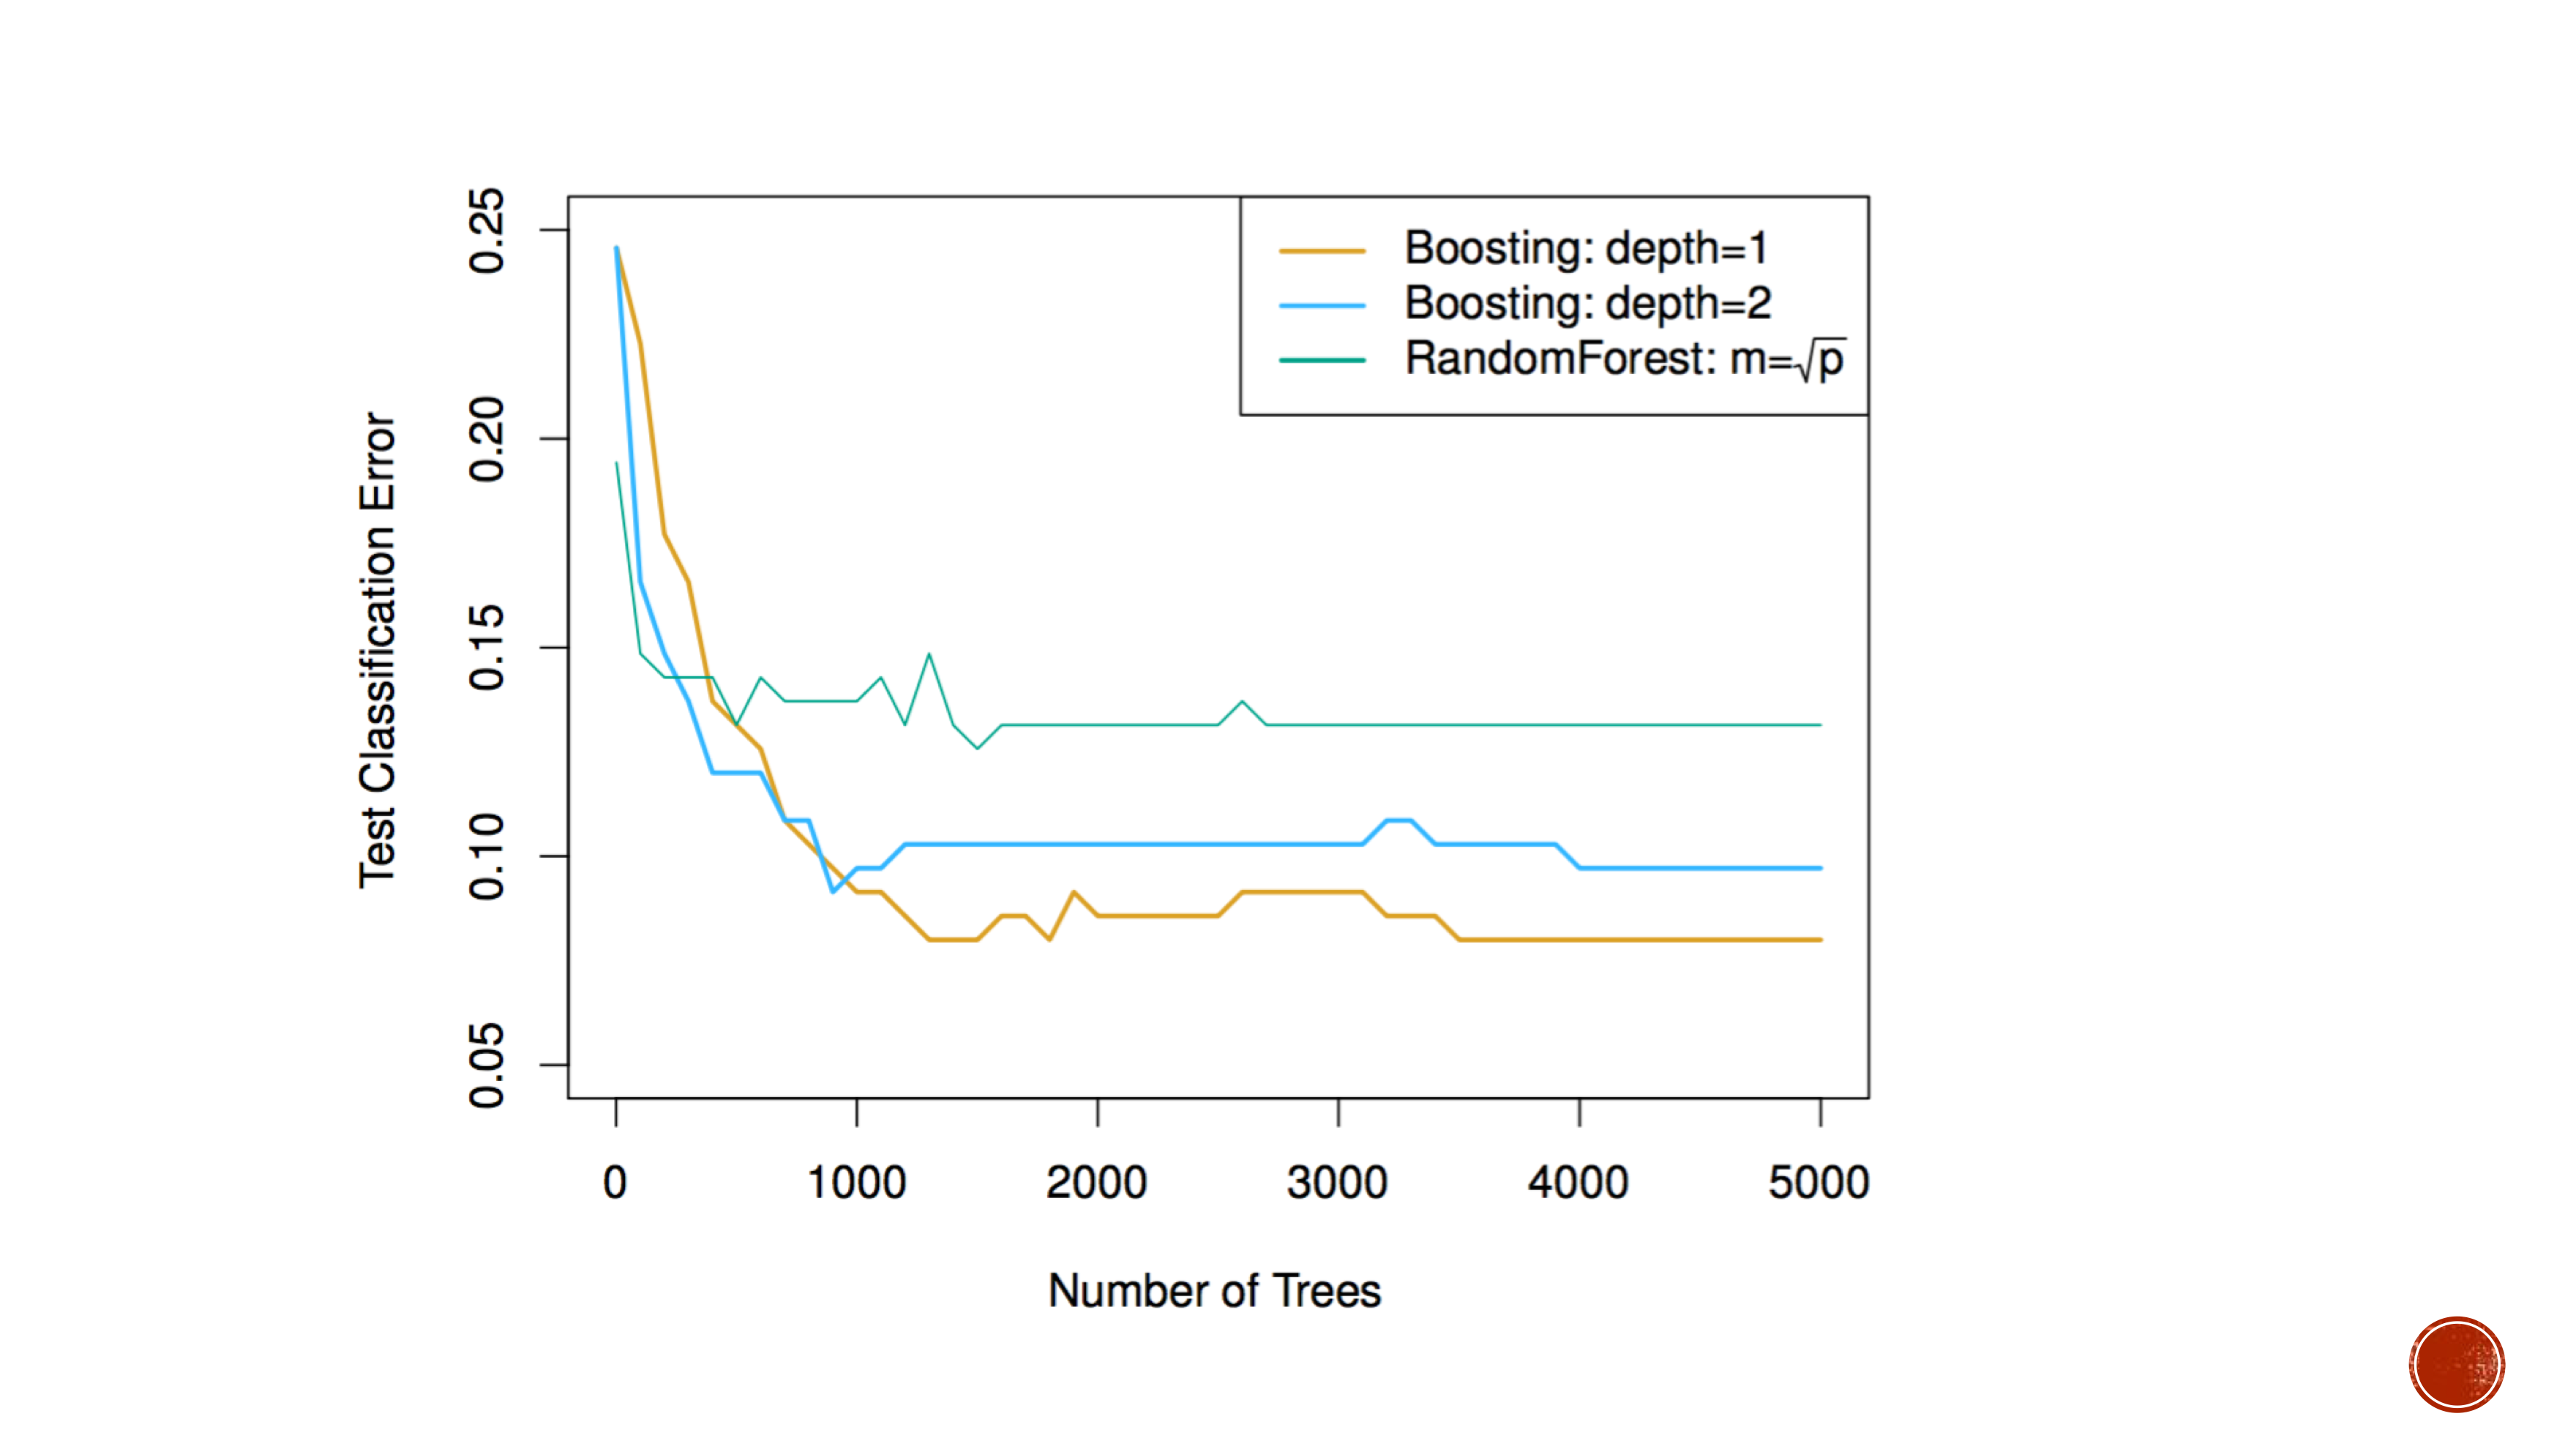 Boosting: depth=1
Boosting: depth=2
RandomForest: m=√p
Test Classification Error
0.25
0.20
0.15
0.10
0.05
0 1000 2000 3000 4000 5000
Number of Trees